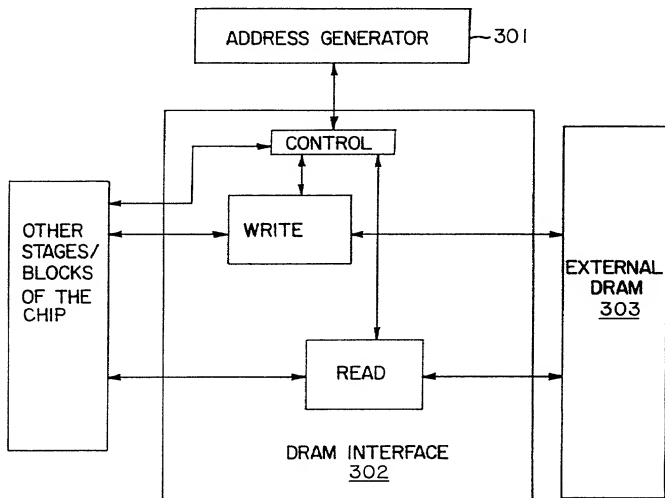 ADDRESS GENERATOR
301
CONTROL
OTHER
STAGES/
BLOCKS
OF THE
CHIP
WRITE
EXTERNAL
DRAM
303
READ
DRAM INTERFACE
302